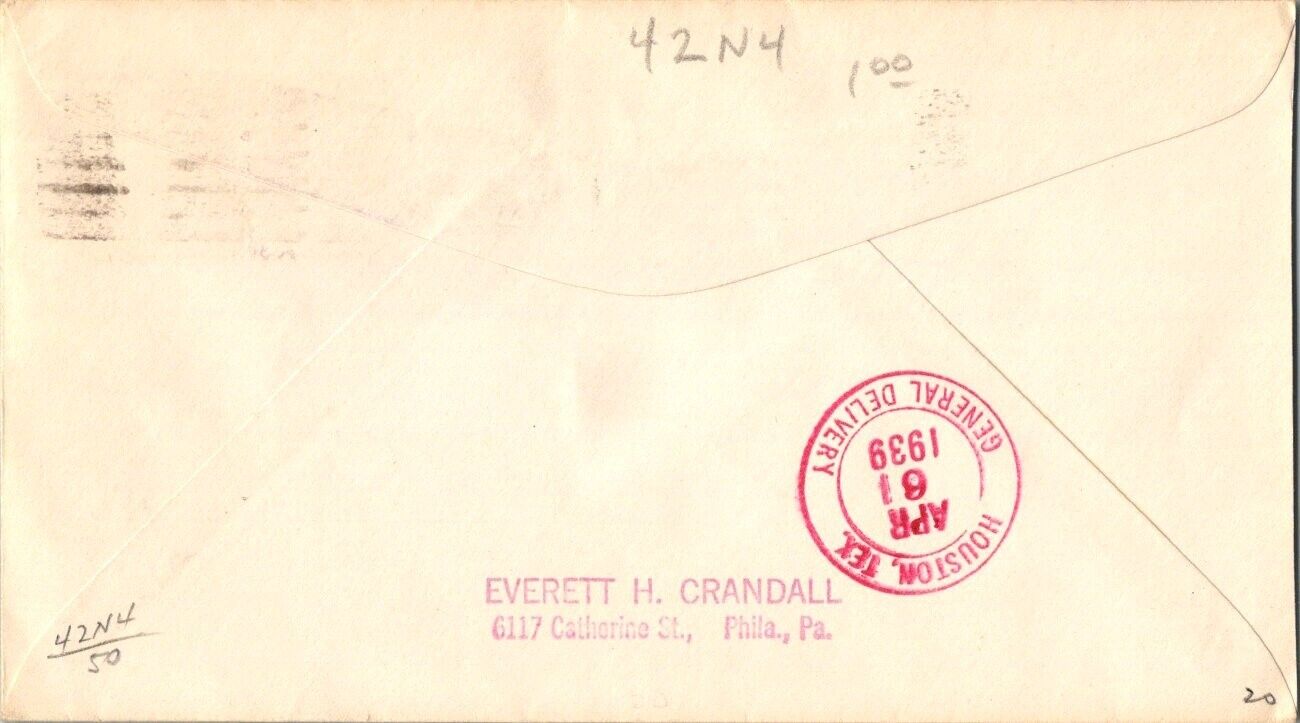 42N4
1 00
GENERAL DELIVERY
1939
APR
HOUSTON, TEX.
EVERETT H. CRANDALL
6117 Catherine St., Phila., Pa.
42N4
50
20